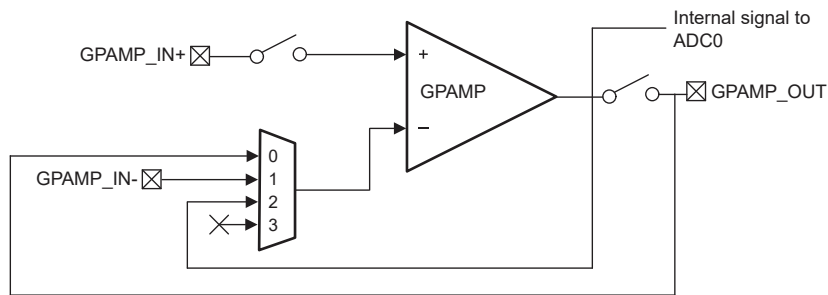 Internal signal to
ADC0
GPAMP_IN+
+
GPAMP
GPAMP_OUT
−
0
GPAMP_IN-
1
2
3